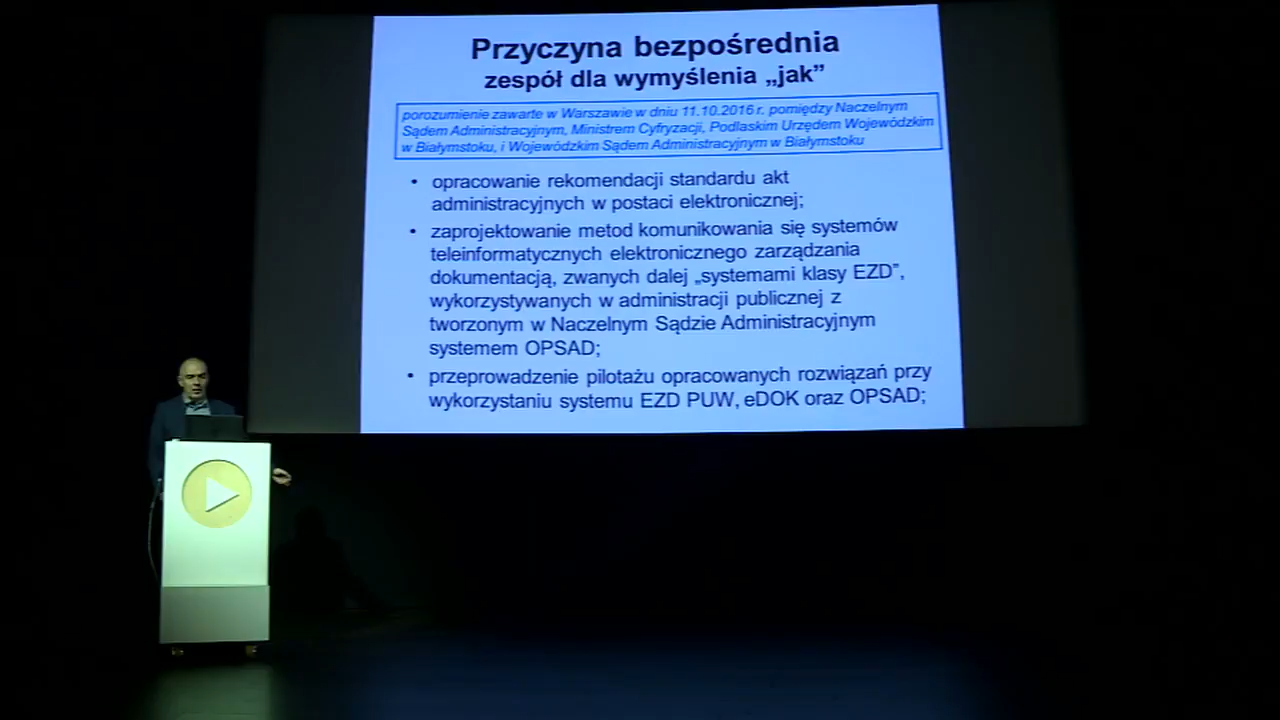 Przyczyna bezpośrednia
zespół dla wymyślenia „jak”
porozumienie zawarte w Warszawie w dniu 11.10.2016 r. pomiędzy Naczelnym
Sądem Administracyjnym, Ministrem Cyfryzacji, Podlaskim Urzędem Wojewódzkim
w Białymstoku, i Wojewódzkim Sądem Administracyjnym w Białymstoku
• opracowanie rekomendacji standardu akt
administracyjnych w postaci elektronicznej;
• zaprojektowanie metod komunikowania się systemów
teleinformatycznych elektronicznego zarządzania
dokumentacją, zwanych dalej „systemami klasy EZD”,
wykorzystywanych w administracji publicznej z
tworzonym w Naczelnym Sądzie Administracyjnym
systemem OPSAD;
• przeprowadzenie pilotażu opracowanych rozwiązań przy
wykorzystaniu systemu EZD PUW, eDOK oraz OPSAD;